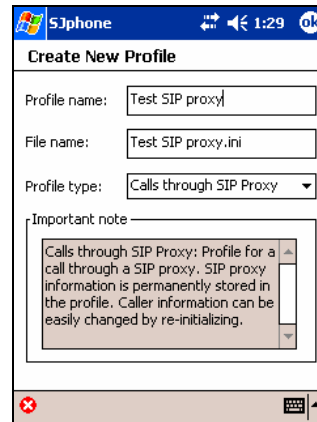 SJphone 1:29 ok
Create New Profile
Profile name: Test SIP proxy
File name: Test SIP proxy.ini
Profile type: Calls through SIP Proxy
Important note
Calls through SIP Proxy: Profile for a
call through a SIP proxy. SIP proxy
information is permanently stored in
the profile. Caller information can be
easily changed by re-initializing.